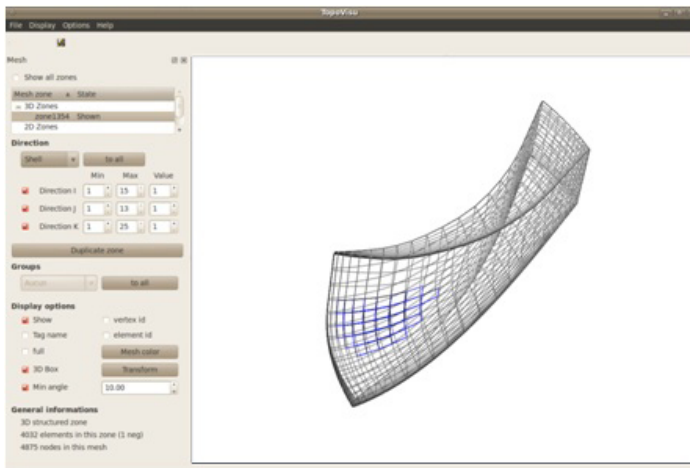 TopoVisu
File Display Options Help
Mesh
Show all zones
Mesh zone State
3D Zones
zone1354 Shown
2D Zones
Direction
Shell to all
Min Max Value
Direction I 1 15 1
Direction J 1 13 1
Direction K 1 25 1
Duplicate zone
Groups
Aucun to all
Display options
Show vertex id
Tag name element id
full Mesh color
3D Box Transform
Min angle 10.00
General informations
3D structured zone
4032 elements in this zone (1 neg)
4875 nodes in this mesh